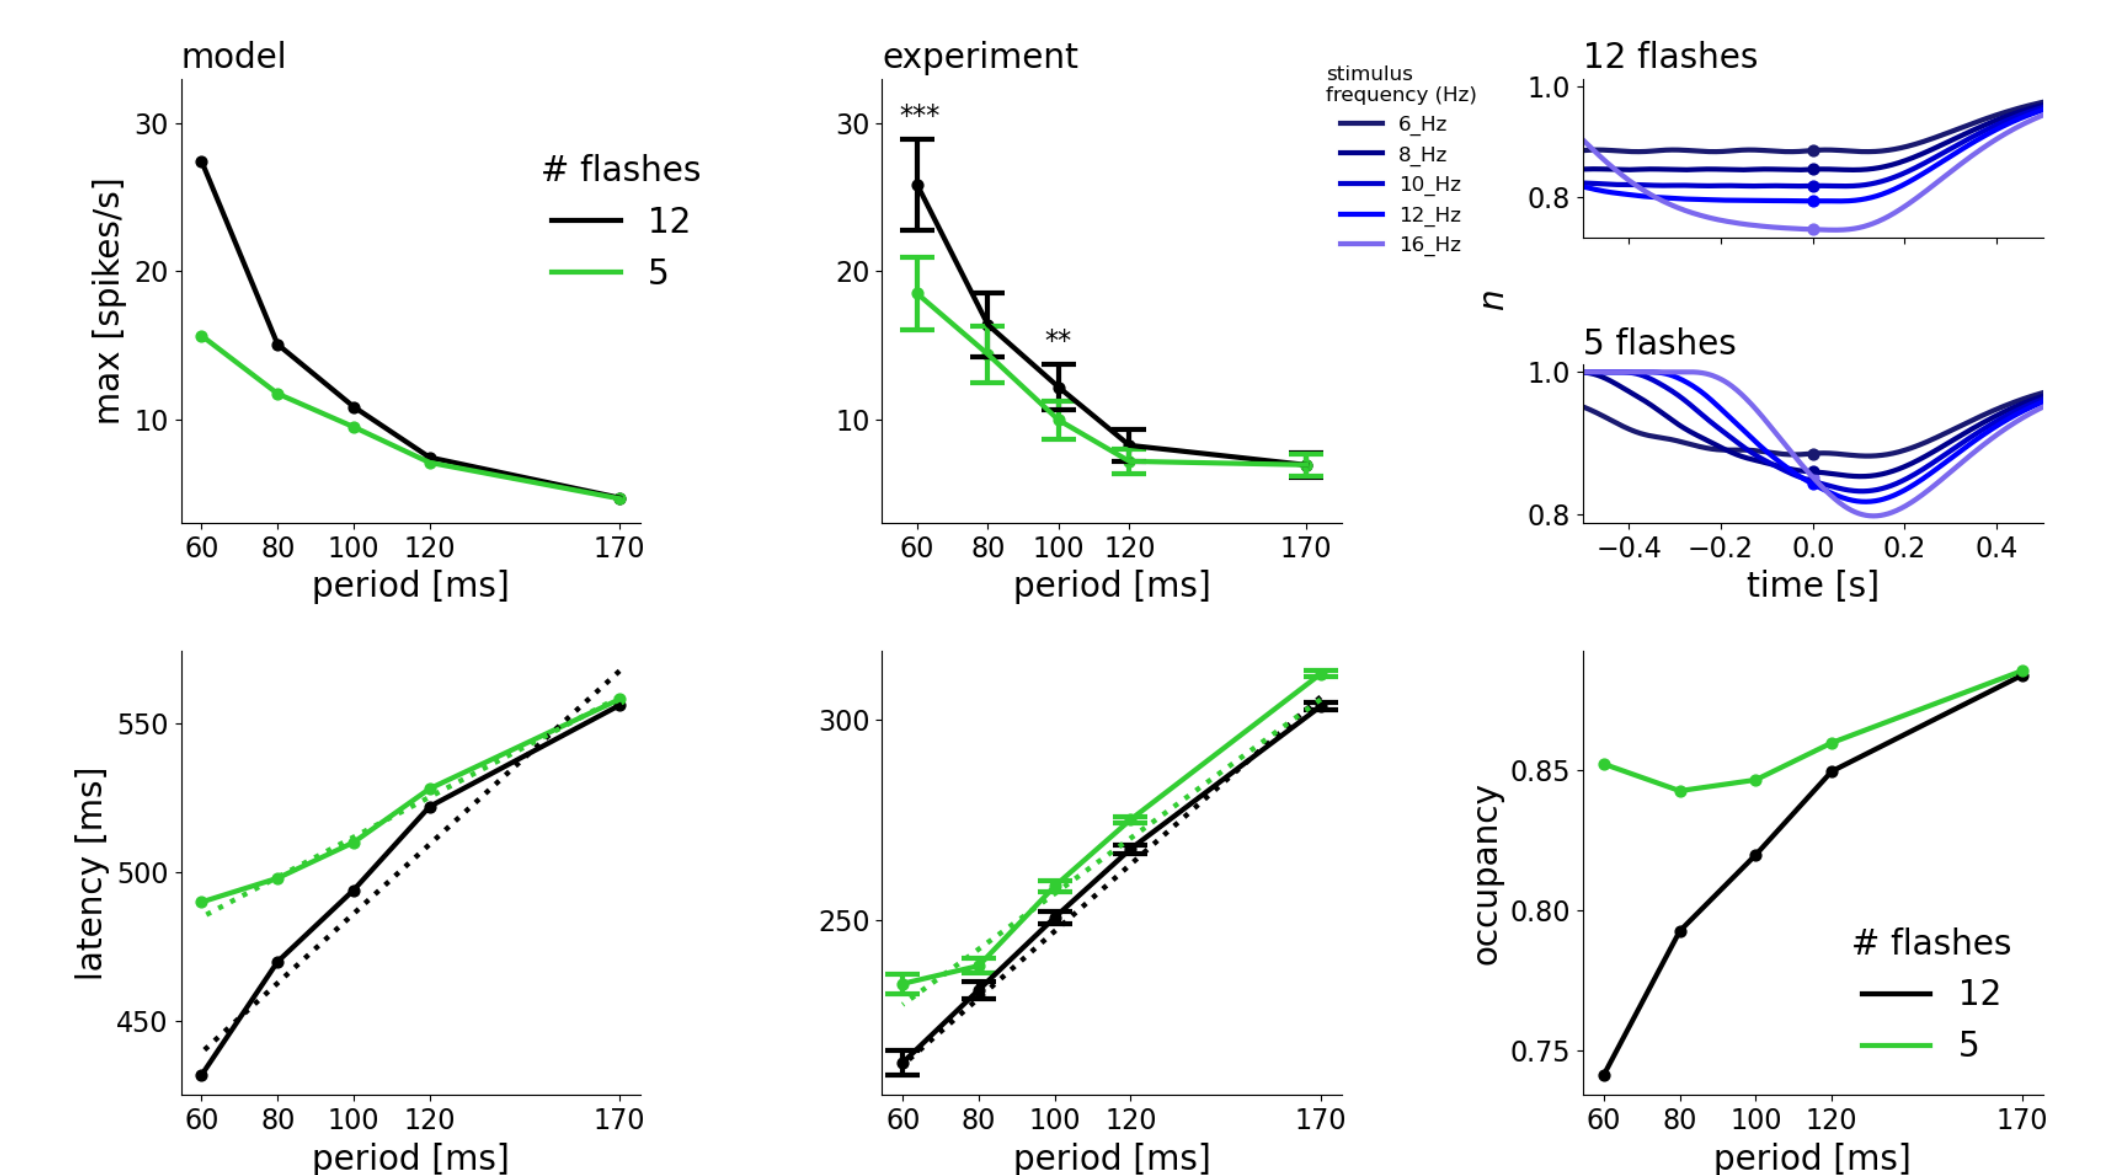 model
max [spikes/s]
30
20
10
# flashes
12
5
60 80 100 120 170
period [ms]
experiment
30
20
10
***
**
60 80 100 120 170
period [ms]
stimulus
frequency (Hz)
6_Hz
8_Hz
10_Hz
12_Hz
16_Hz
12 flashes
1.0
0.8
n
5 flashes
1.0
0.8
−0.4 −0.2 0.0 0.2 0.4
time [s]
latency [ms]
550
500
450
60 80 100 120 170
period [ms]
300
250
60 80 100 120 170
period [ms]
occupancy
0.85
0.80
0.75
# flashes
12
5
60 80 100 120 170
period [ms]